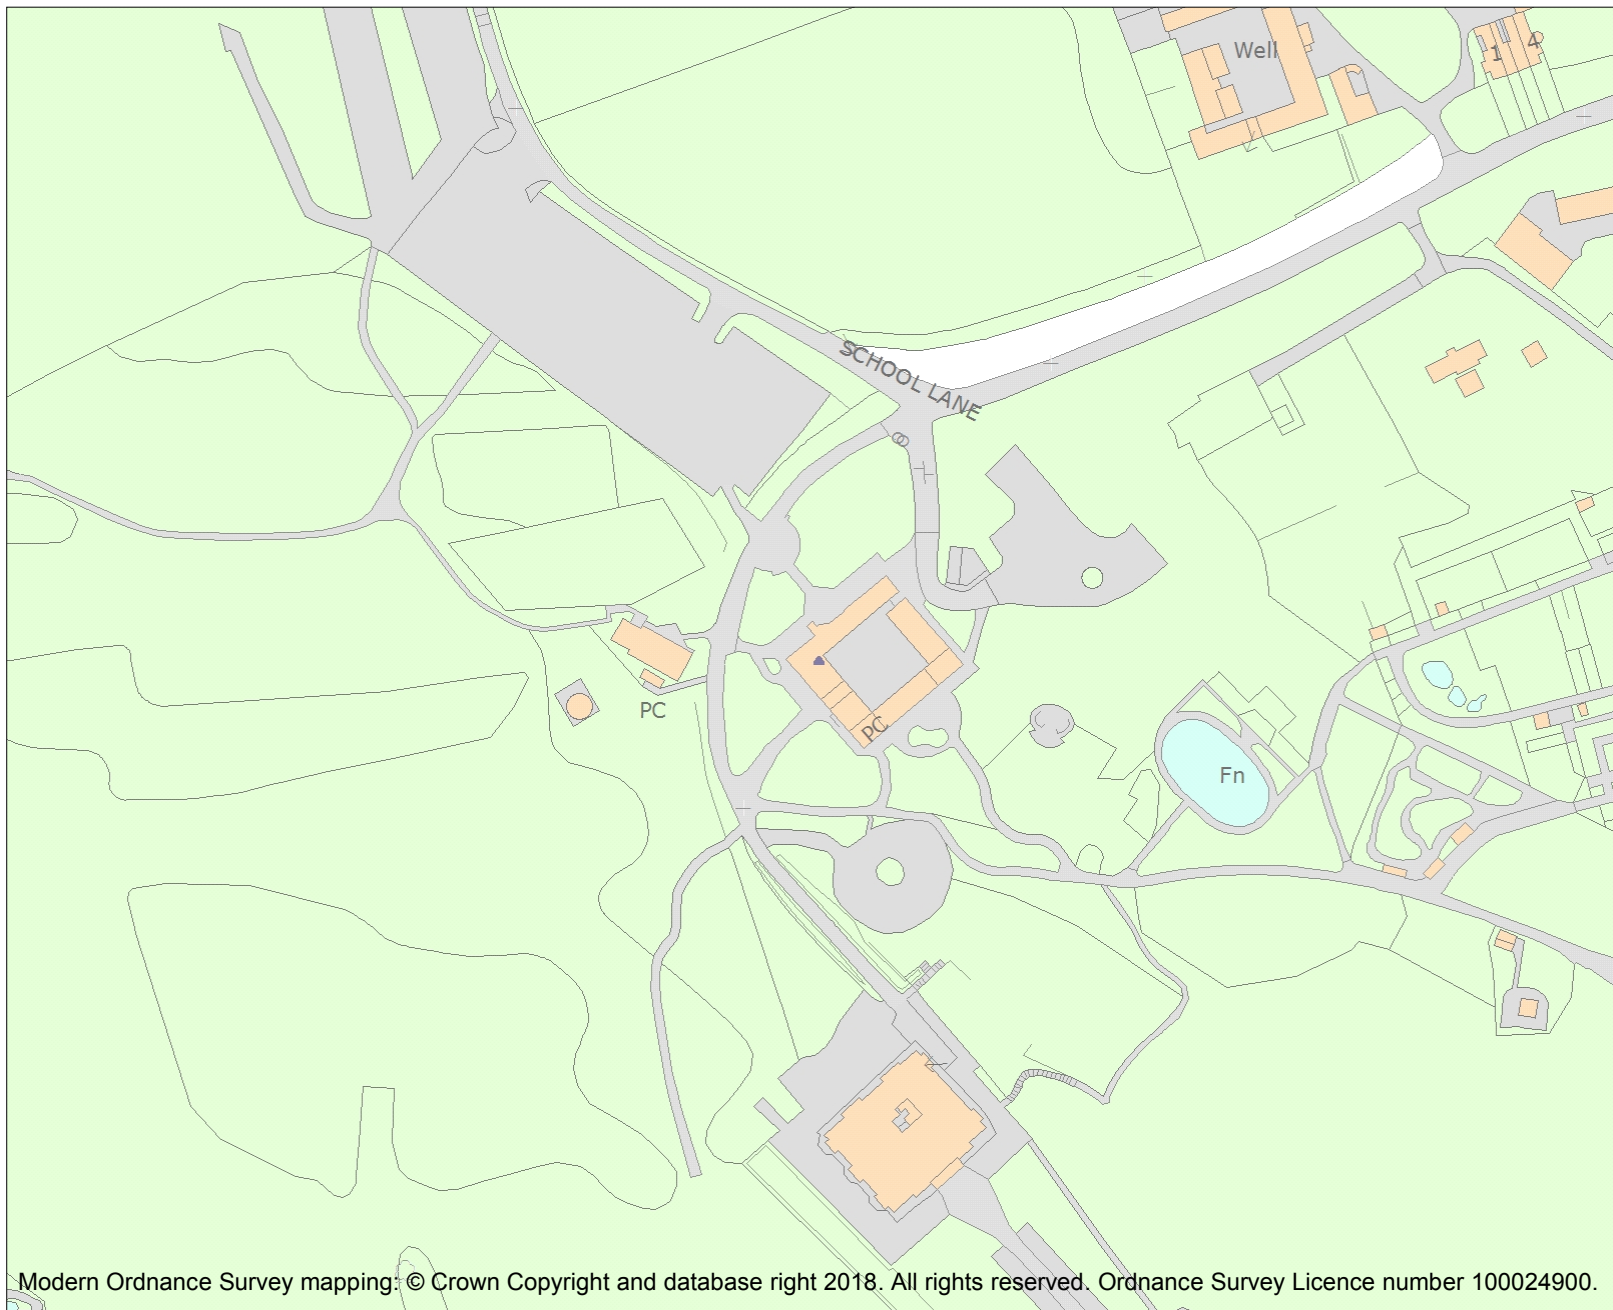 Well
1
4
SCHOOL LANE
PC
PC
Fn
Modern Ordnance Survey mapping: © Crown Copyright and database right 2018. All rights reserved. Ordnance Survey Licence number 100024900.